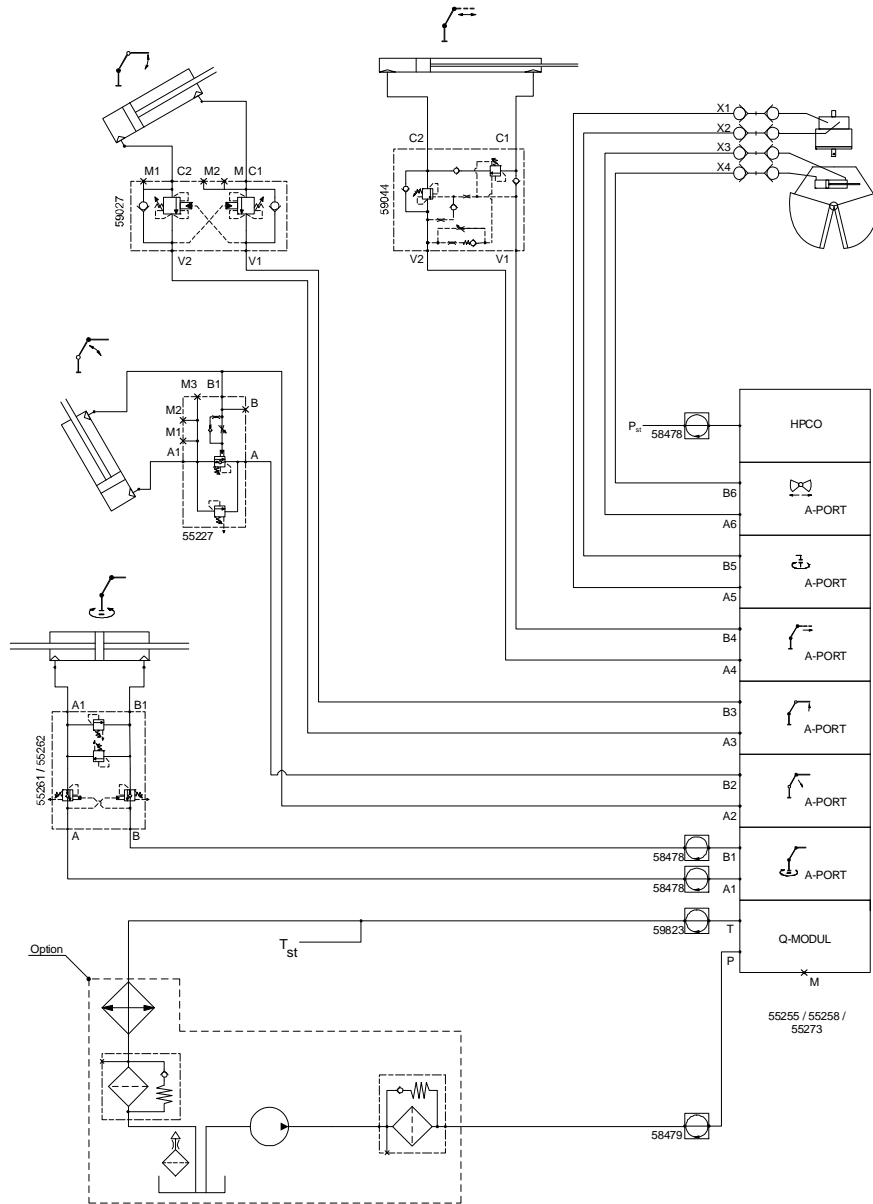 X1
X2
X3
X4
C2
C1
59044
V2
V1
M1
C2
M2
M
C1
59027
V2
V1
M3
B1
B
M2
M1
A1
A
55227
HPCO
Pst
58478
B6
A-PORT
A6
B5
A-PORT
A5
B4
A-PORT
A4
B3
A-PORT
A3
B2
A-PORT
A2
A1
B1
55261 / 55262
A
B
58478
B1
A-PORT
58478
A1
59823
T
Q-MODUL
P
M
Tst
Option
55255 / 55258 /
55273
58479